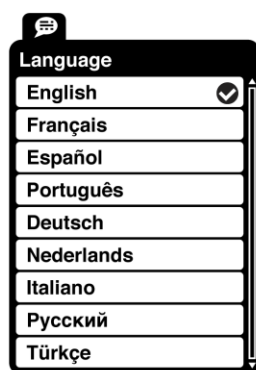 Language
English
Français
Español
Português
Deutsch
Nederlands
Italiano
Русский
Türkçe